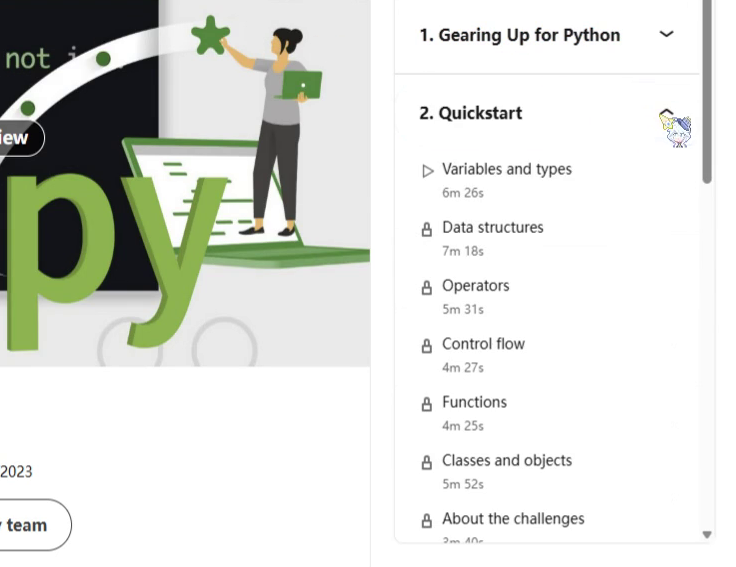 not i
iew
py
2023
team
1. Gearing Up for Python
2. Quickstart
Variables and types
6m 26s
Data structures
7m 18s
Operators
5m 31s
Control flow
4m 27s
Functions
4m 25s
Classes and objects
5m 52s
About the challenges
3m 40s